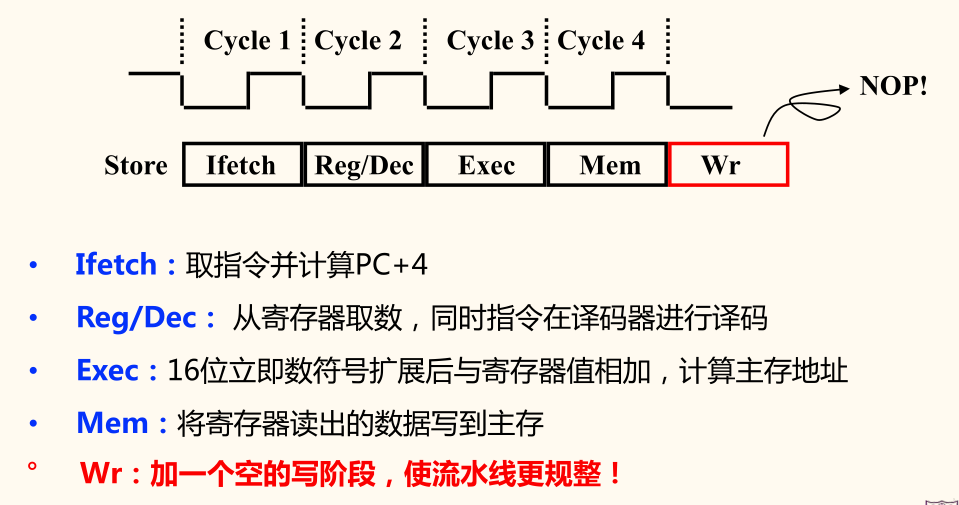 Cycle 1 Cycle 2 Cycle 3 Cycle 4
NOP!
Store Ifetch Reg/Dec Exec Mem Wr
• Ifetch：取指令并计算PC+4
• Reg/Dec： 从寄存器取数，同时指令在译码器进行译码
• Exec：16位立即数符号扩展后与寄存器值相加，计算主存地址
• Mem：将寄存器读出的数据写到主存
° Wr：加一个空的写阶段，使流水线更规整！